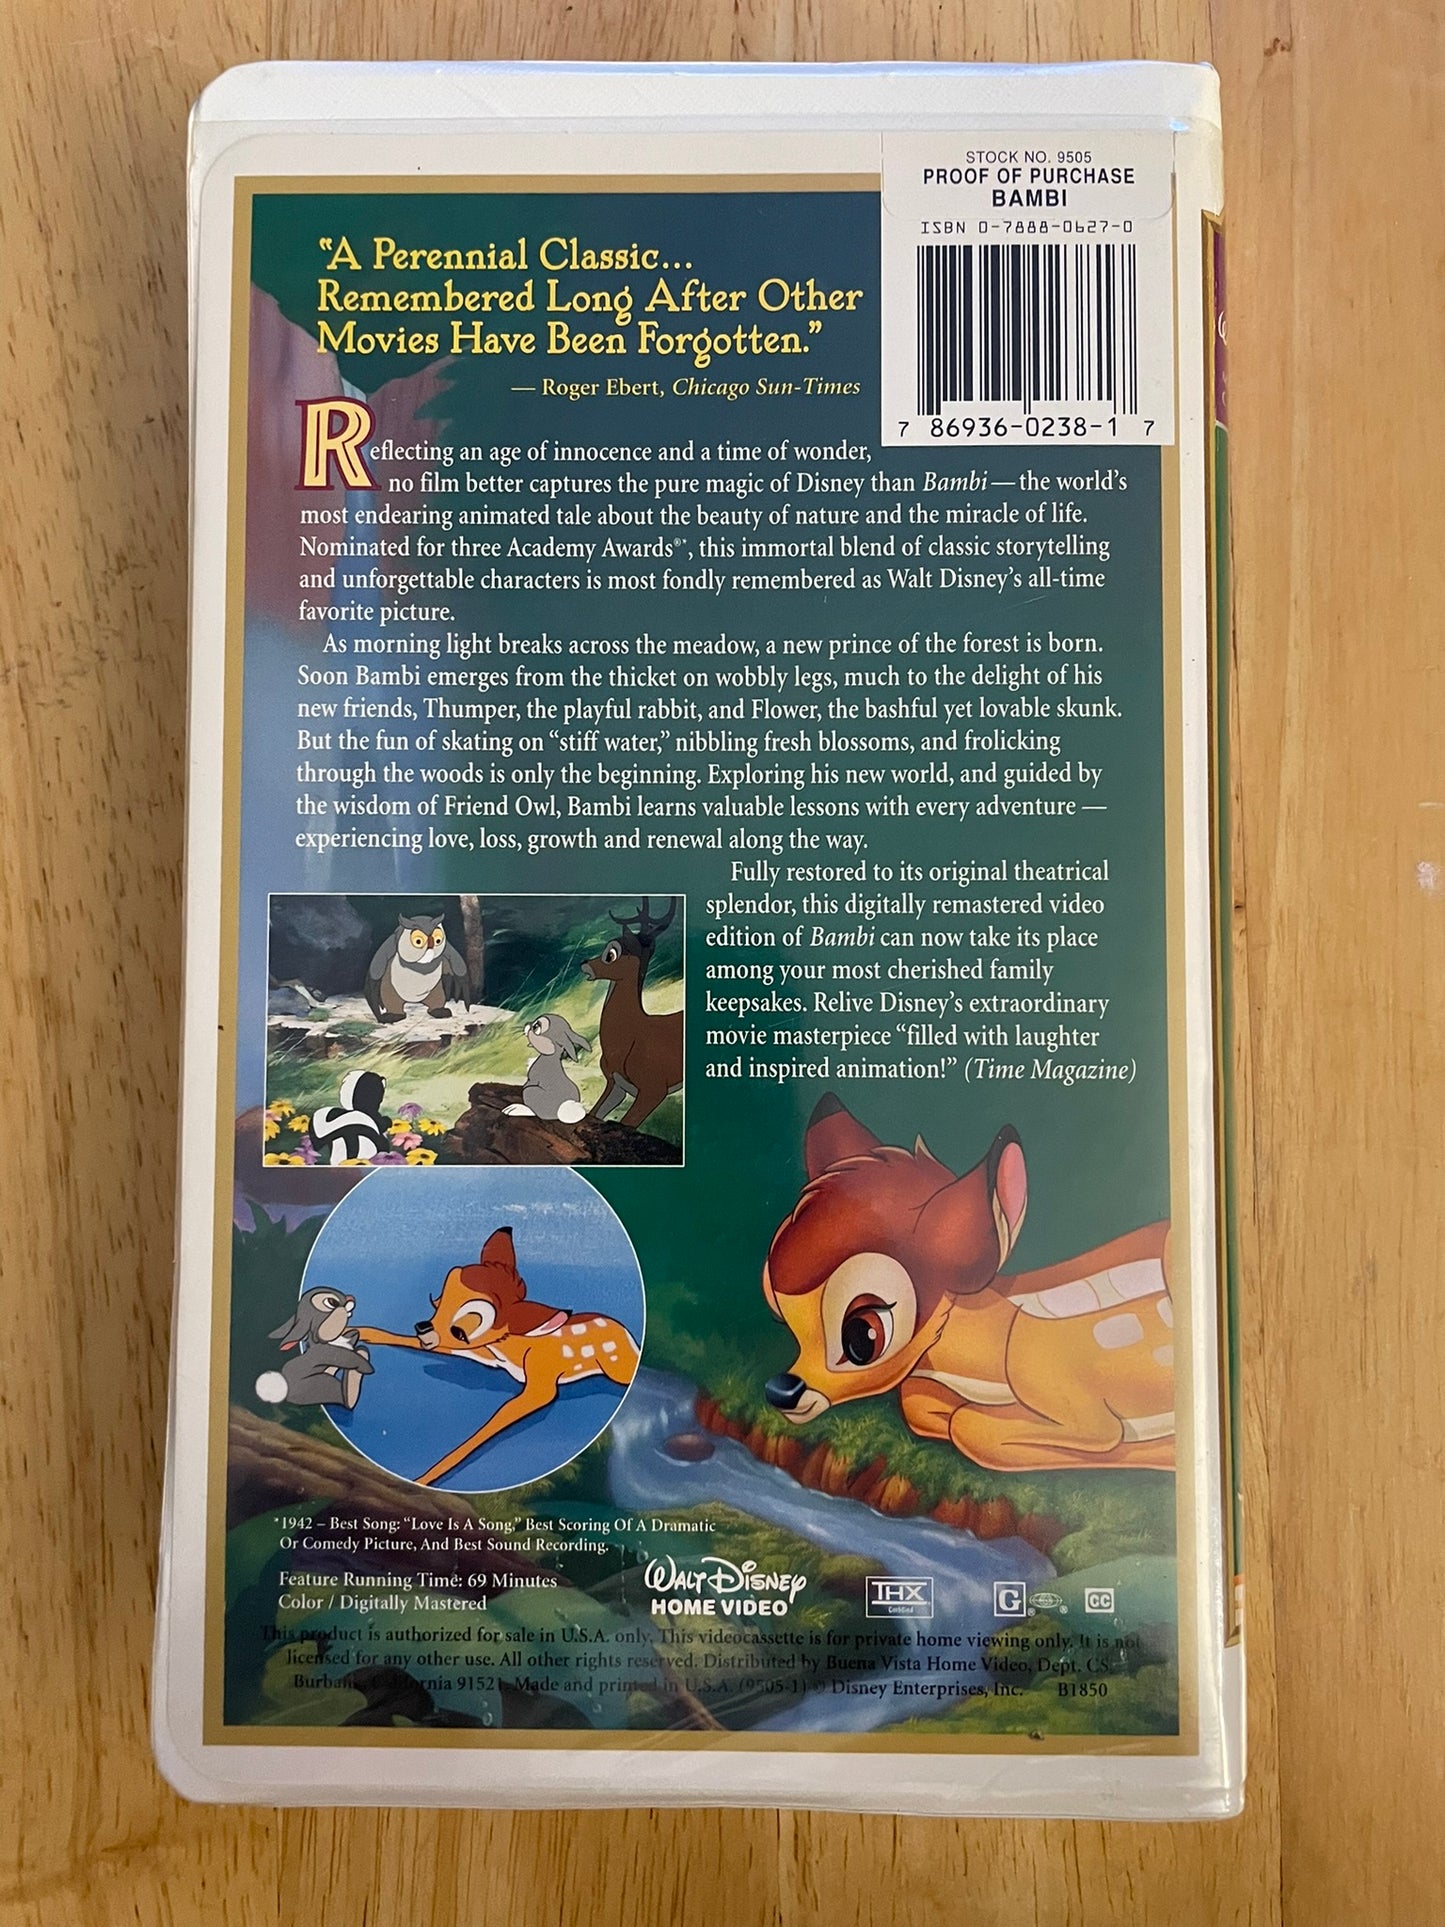 STOCK NO. 9505
PROOF OF PURCHASE
BAMBI
ISBN 0-7888-0627-0
7 86936-0238-1 7
“A Perennial Classic...
Remembered Long After Other
Movies Have Been Forgotten.”
— Roger Ebert, Chicago Sun-Times
Reflecting an age of innocence and a time of wonder,
no film better captures the pure magic of Disney than Bambi — the world’s
most endearing animated tale about the beauty of nature and the miracle of life.
Nominated for three Academy Awards®*, this immortal blend of classic storytelling
and unforgettable characters is most fondly remembered as Walt Disney’s all-time
favorite picture.
As morning light breaks across the meadow, a new prince of the forest is born.
Soon Bambi emerges from the thicket on wobbly legs, much to the delight of his
new friends, Thumper, the playful rabbit, and Flower, the bashful yet lovable skunk.
But the fun of skating on “stiff water,” nibbling fresh blossoms, and frolicking
through the woods is only the beginning. Exploring his new world, and guided by
the wisdom of Friend Owl, Bambi learns valuable lessons with every adventure —
experiencing love, loss, growth and renewal along the way.
Fully restored to its original theatrical
splendor, this digitally remastered video
edition of Bambi can now take its place
among your most cherished family
keepsakes. Relive Disney’s extraordinary
movie masterpiece “filled with laughter
and inspired animation!” (Time Magazine)
*1942 – Best Song: “Love Is A Song,” Best Scoring Of A Dramatic
Or Comedy Picture, And Best Sound Recording.
Feature Running Time: 69 Minutes
Color / Digitally Mastered
WALT DISNEY
HOME VIDEO
THX
Certified
G ® ®
CC
This product is authorized for sale in U.S.A. only. This videocassette is for private home viewing only. It is not
licensed for any other use. All other rights reserved. Distributed by Buena Vista Home Video, Dept. CS,
Burbank, California 91521. Made and printed in U.S.A. (9505-1) © Disney Enterprises, Inc. B1850